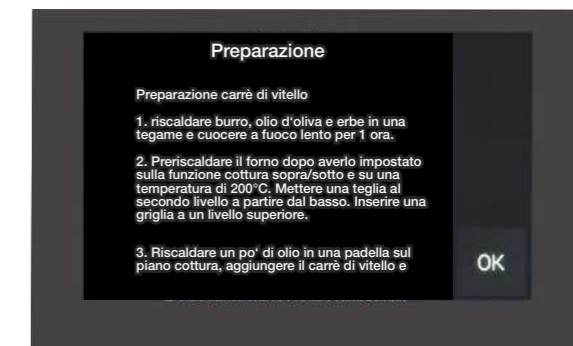 Preparazione
Preparazione carrè di vitello
1. riscaldare burro, olio d'oliva e erbe in una
tegame e cuocere a fuoco lento per 1 ora.
2. Preriscaldare il forno dopo averlo impostato
sulla funzione cottura sopra/sotto e su una
temperatura di 200°C. Mettere una teglia al
secondo livello a partire dal basso. Inserire una
griglia a un livello superiore.
3. Riscaldare un po' di olio in una padella sul
piano cottura, aggiungere il carrè di vitello e
OK